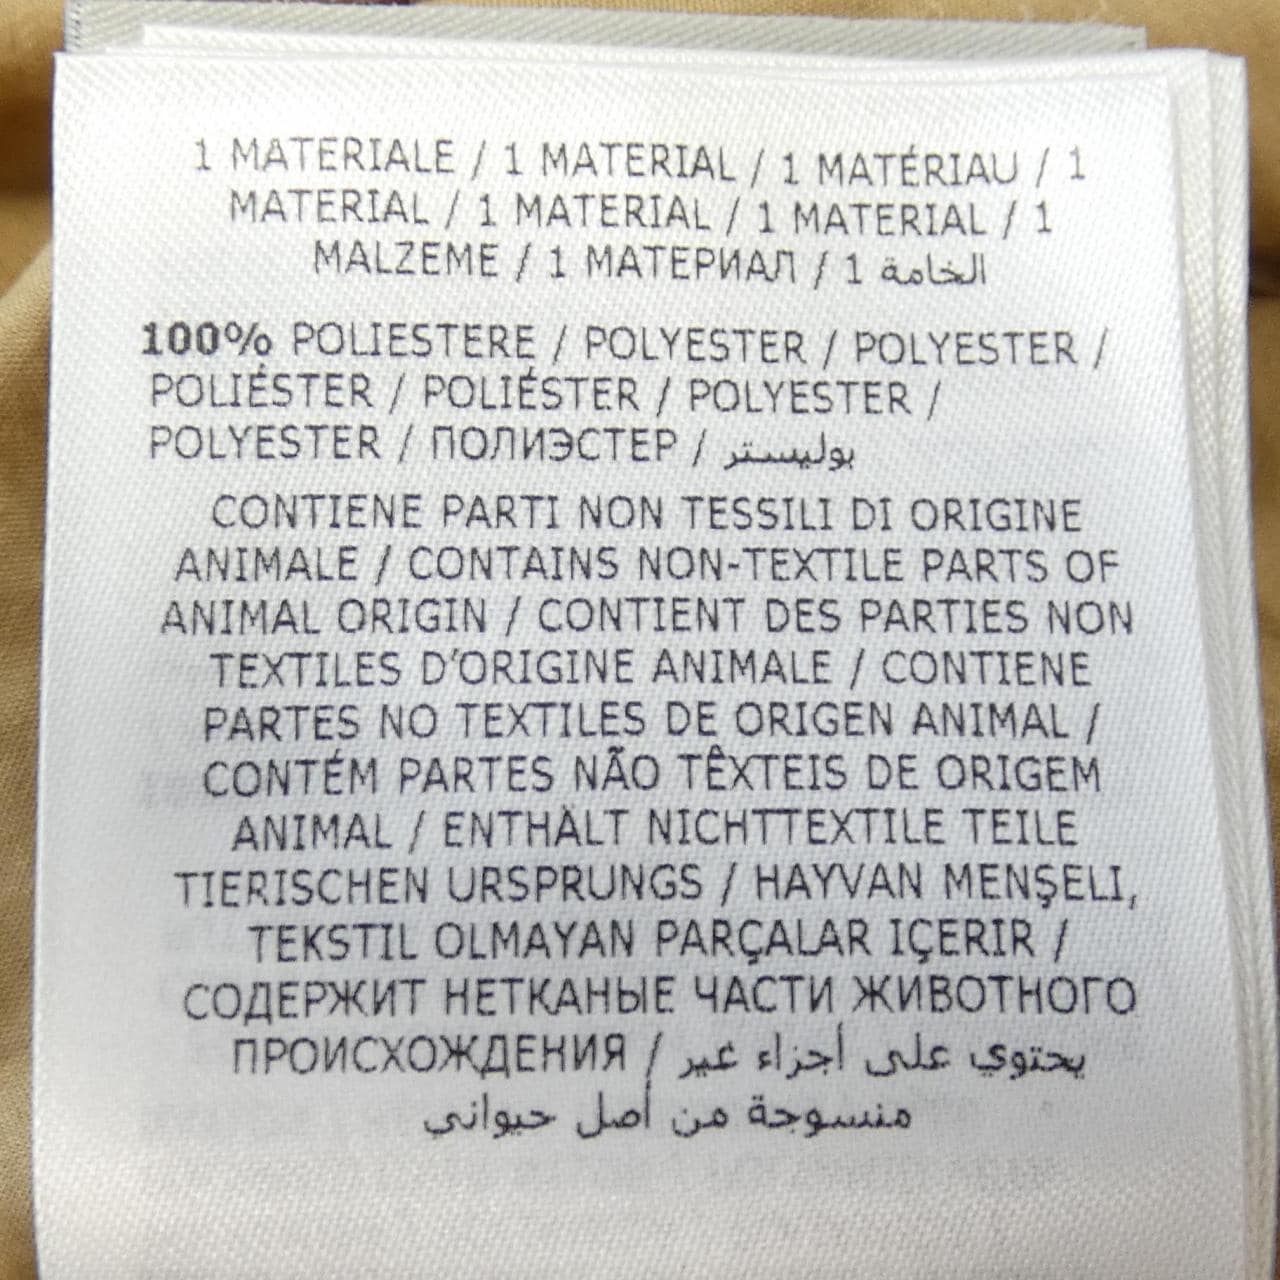 1 MATERIALE / 1 MATERIAL / 1 MATÉRIAU / 1
MATERIAL / 1 MATERIAL / 1 MATERIAL / 1
MALZEME / 1 МАТЕРИАЛ / 1 الخامة
100% POLIESTERE / POLYESTER / POLYESTER /
POLIÉSTER / POLIÉSTER / POLYESTER /
POLYESTER / ПОЛИЭСТЕР / بوليستر
CONTIENE PARTI NON TESSILI DI ORIGINE
ANIMALE / CONTAINS NON-TEXTILE PARTS OF
ANIMAL ORIGIN / CONTIENT DES PARTIES NON
TEXTILES D'ORIGINE ANIMALE / CONTIENE
PARTES NO TEXTILES DE ORIGEN ANIMAL /
CONTÉM PARTES NÃO TÊXTEIS DE ORIGEM
ANIMAL / ENTHÄLT NICHTTEXTILE TEILE
TIERISCHEN URSPRUNGS / HAYVAN MENŞELI,
TEKSTIL OLMAYAN PARÇALAR IÇERIR /
СОДЕРЖИТ НЕТКАНЫЕ ЧАСТИ ЖИВОТНОГО
ПРОИСХОЖДЕНИЯ / يحتوي على أجزاء غير
منسوجة من أصل حيواني